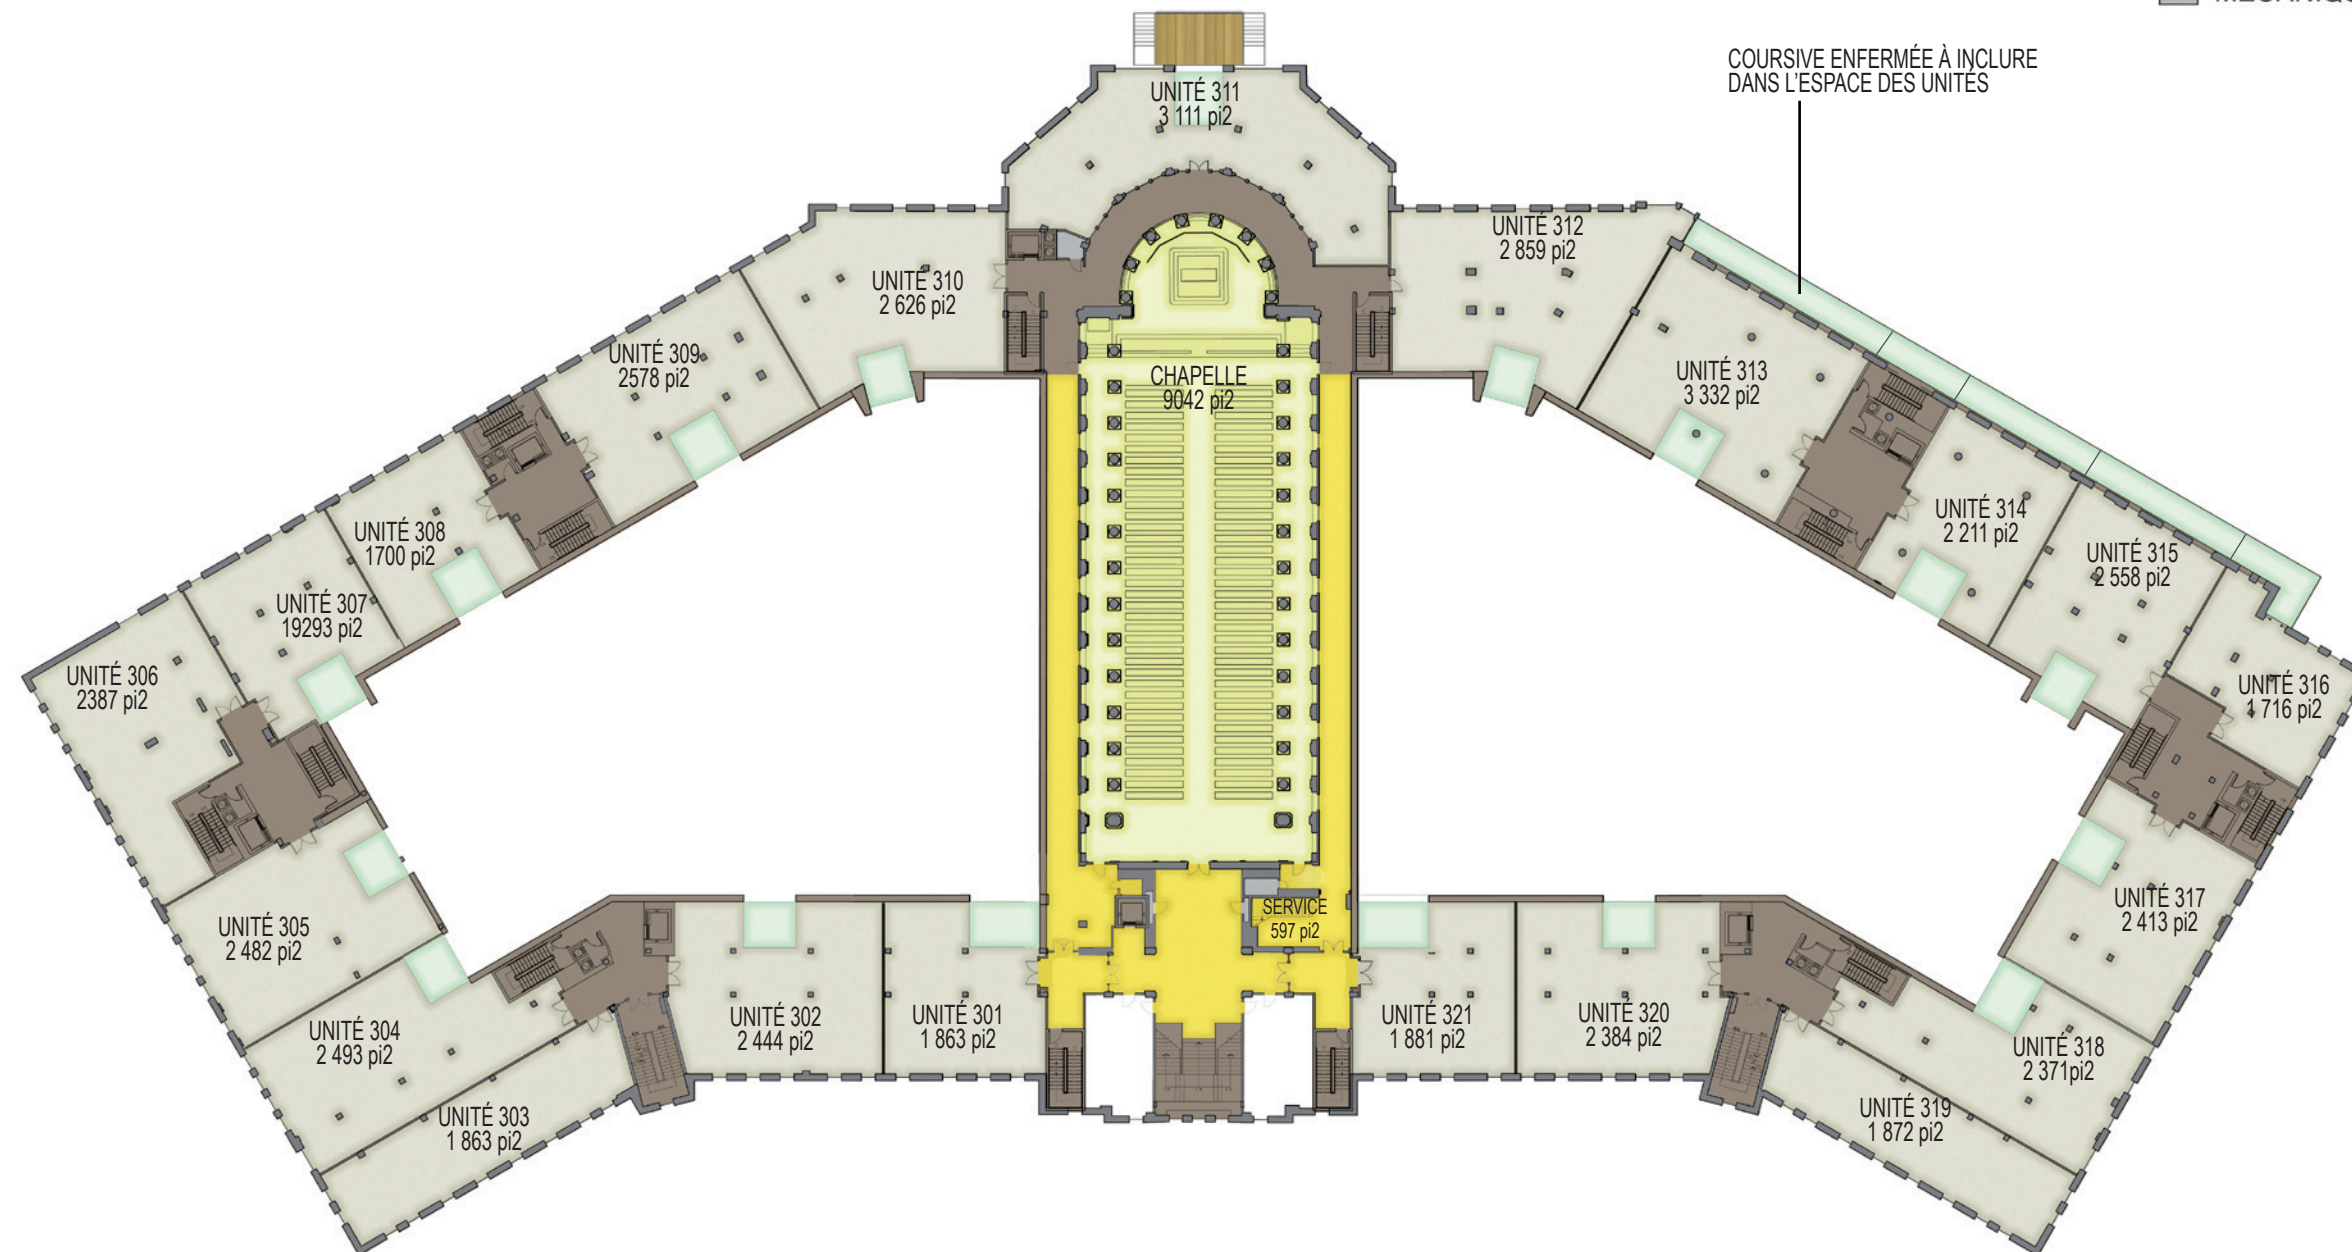 COURSIVE ENFERMÉE À INCLURE
DANS L'ESPACE DES UNITÉS
UNITÉ 311
3 111 pi2
UNITÉ 312
2 859 pi2
UNITÉ 310
2 626 pi2
UNITÉ 309
2578 pi2
CHAPELLE
9042 pi2
UNITÉ 313
3 332 pi2
UNITÉ 308
1700 pi2
UNITÉ 314
2 211 pi2
UNITÉ 315
2 558 pi2
UNITÉ 307
19293 pi2
UNITÉ 306
2387 pi2
UNITÉ 316
1 716 pi2
UNITÉ 305
2 482 pi2
SERVICE
597 pi2
UNITÉ 317
2 413 pi2
UNITÉ 304
2 493 pi2
UNITÉ 302
2 444 pi2
UNITÉ 301
1 863 pi2
UNITÉ 321
1 881 pi2
UNITÉ 320
2 384 pi2
UNITÉ 318
2 371pi2
UNITÉ 303
1 863 pi2
UNITÉ 319
1 872 pi2